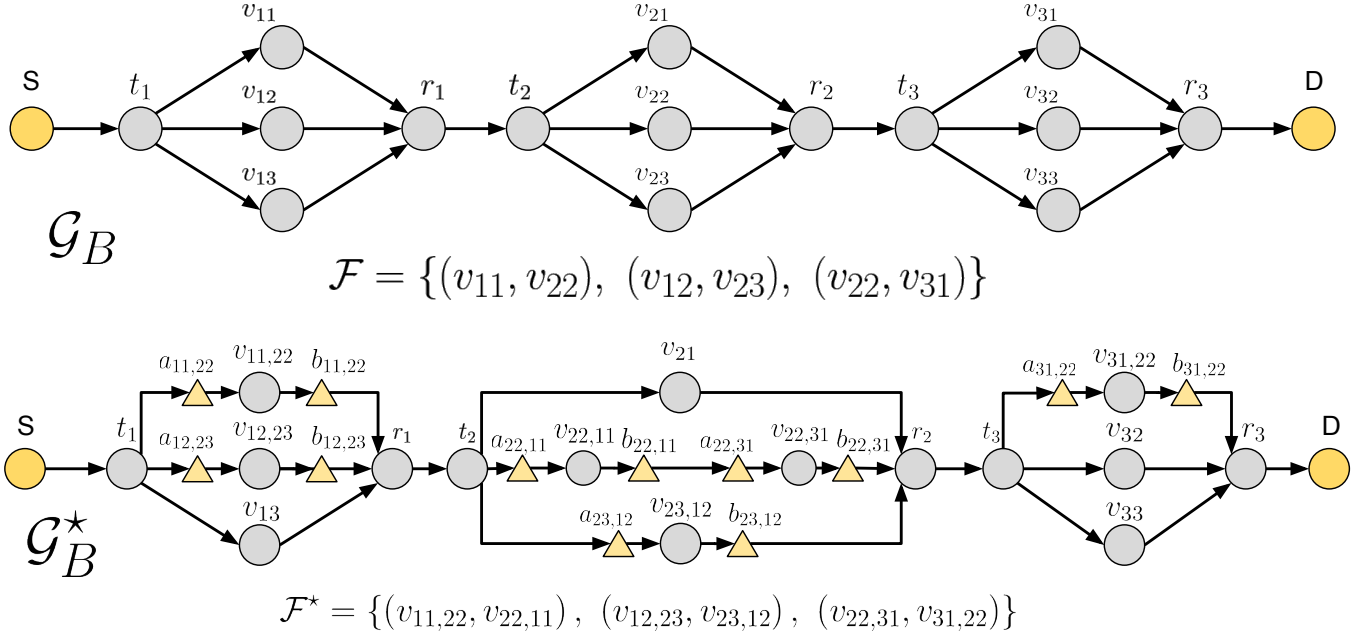 v₁₁ v₂₁ v₃₁
S t₁ v₁₂ r₁ t₂ v₂₂ r₂ t₃ v₃₂ r₃ D
v₁₃ v₂₃ v₃₃
𝒢_B
ℱ = {(v₁₁, v₂₂), (v₁₂, v₂₃), (v₂₂, v₃₁)}
a₁₁,₂₂ v₁₁,₂₂ b₁₁,₂₂ v₂₁ a₃₁,₂₂ v₃₁,₂₂ b₃₁,₂₂
S t₁ a₁₂,₂₃ v₁₂,₂₃ b₁₂,₂₃ r₁ t₂ a₂₂,₁₁ v₂₂,₁₁ b₂₂,₁₁ a₂₂,₃₁ v₂₂,₃₁ b₂₂,₃₁ r₂ t₃ v₃₂ r₃ D
v₁₃ a₂₃,₁₂ v₂₃,₁₂ b₂₃,₁₂ v₃₃
𝒢_B^⋆
ℱ^⋆ = {(v₁₁,₂₂, v₂₂,₁₁), (v₁₂,₂₃, v₂₃,₁₂), (v₂₂,₃₁, v₃₁,₂₂)}